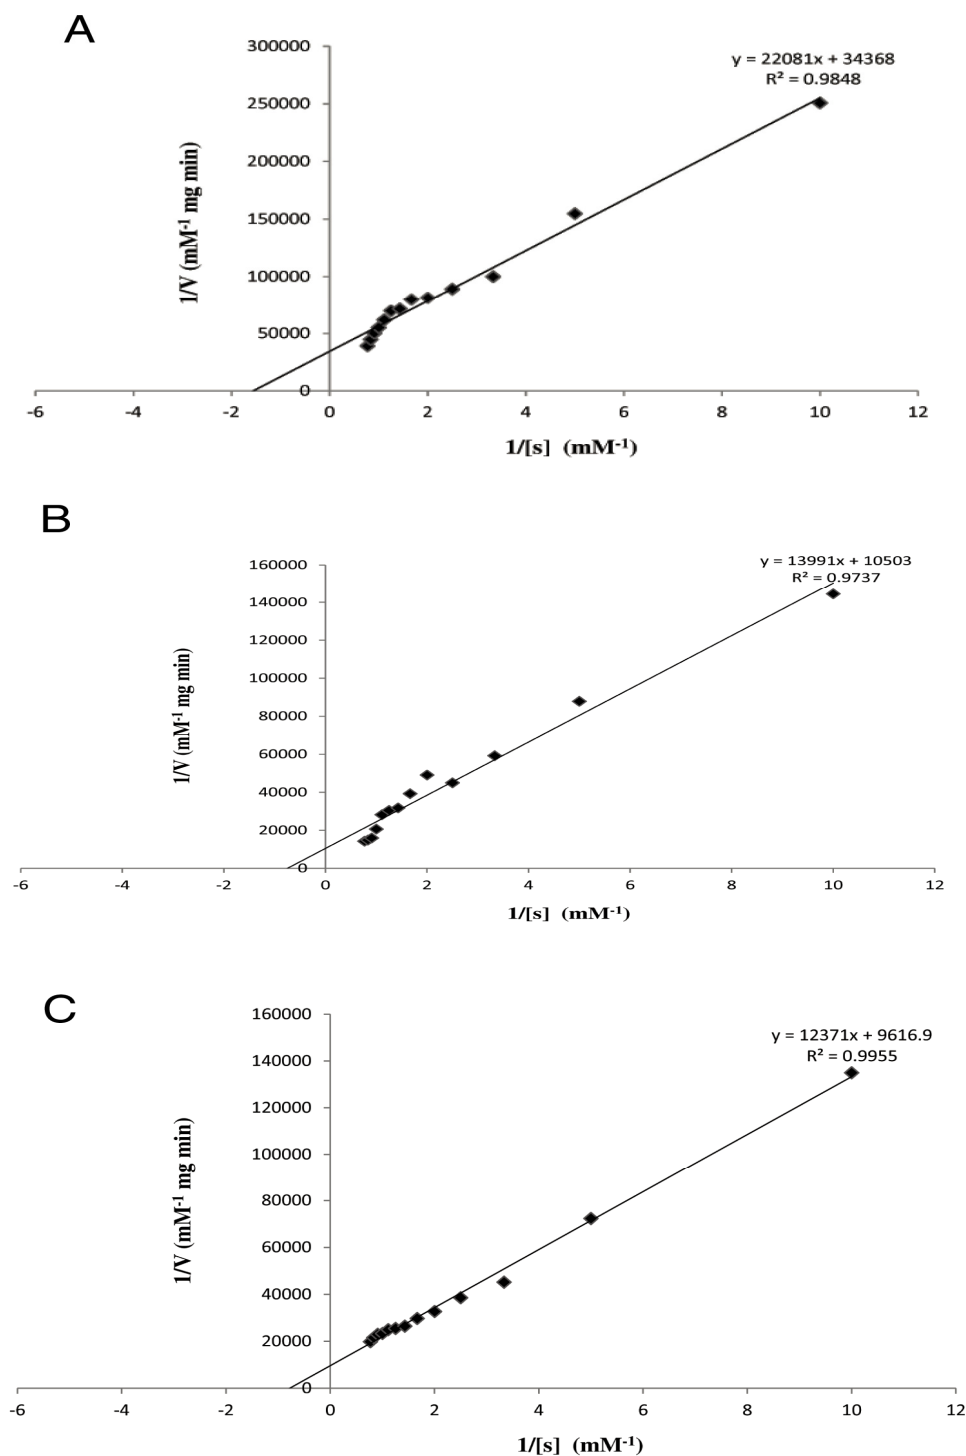 A
300000
y = 22081x + 34368
R² = 0.9848
250000
200000
150000
100000
50000
0
1/V (mM⁻¹ mg min)
-6 -4 -2 0 2 4 6 8 10 12
1/[s] (mM⁻¹)
B
160000
y = 13991x + 10503
R² = 0.9737
140000
120000
100000
80000
60000
40000
20000
0
1/V (mM⁻¹ mg min)
-6 -4 -2 0 2 4 6 8 10 12
1/[s] (mM⁻¹)
C
160000
y = 12371x + 9616.9
R² = 0.9955
140000
120000
100000
80000
60000
40000
20000
0
1/V (mM⁻¹ mg min)
-6 -4 -2 0 2 4 6 8 10 12
1/[s] (mM⁻¹)